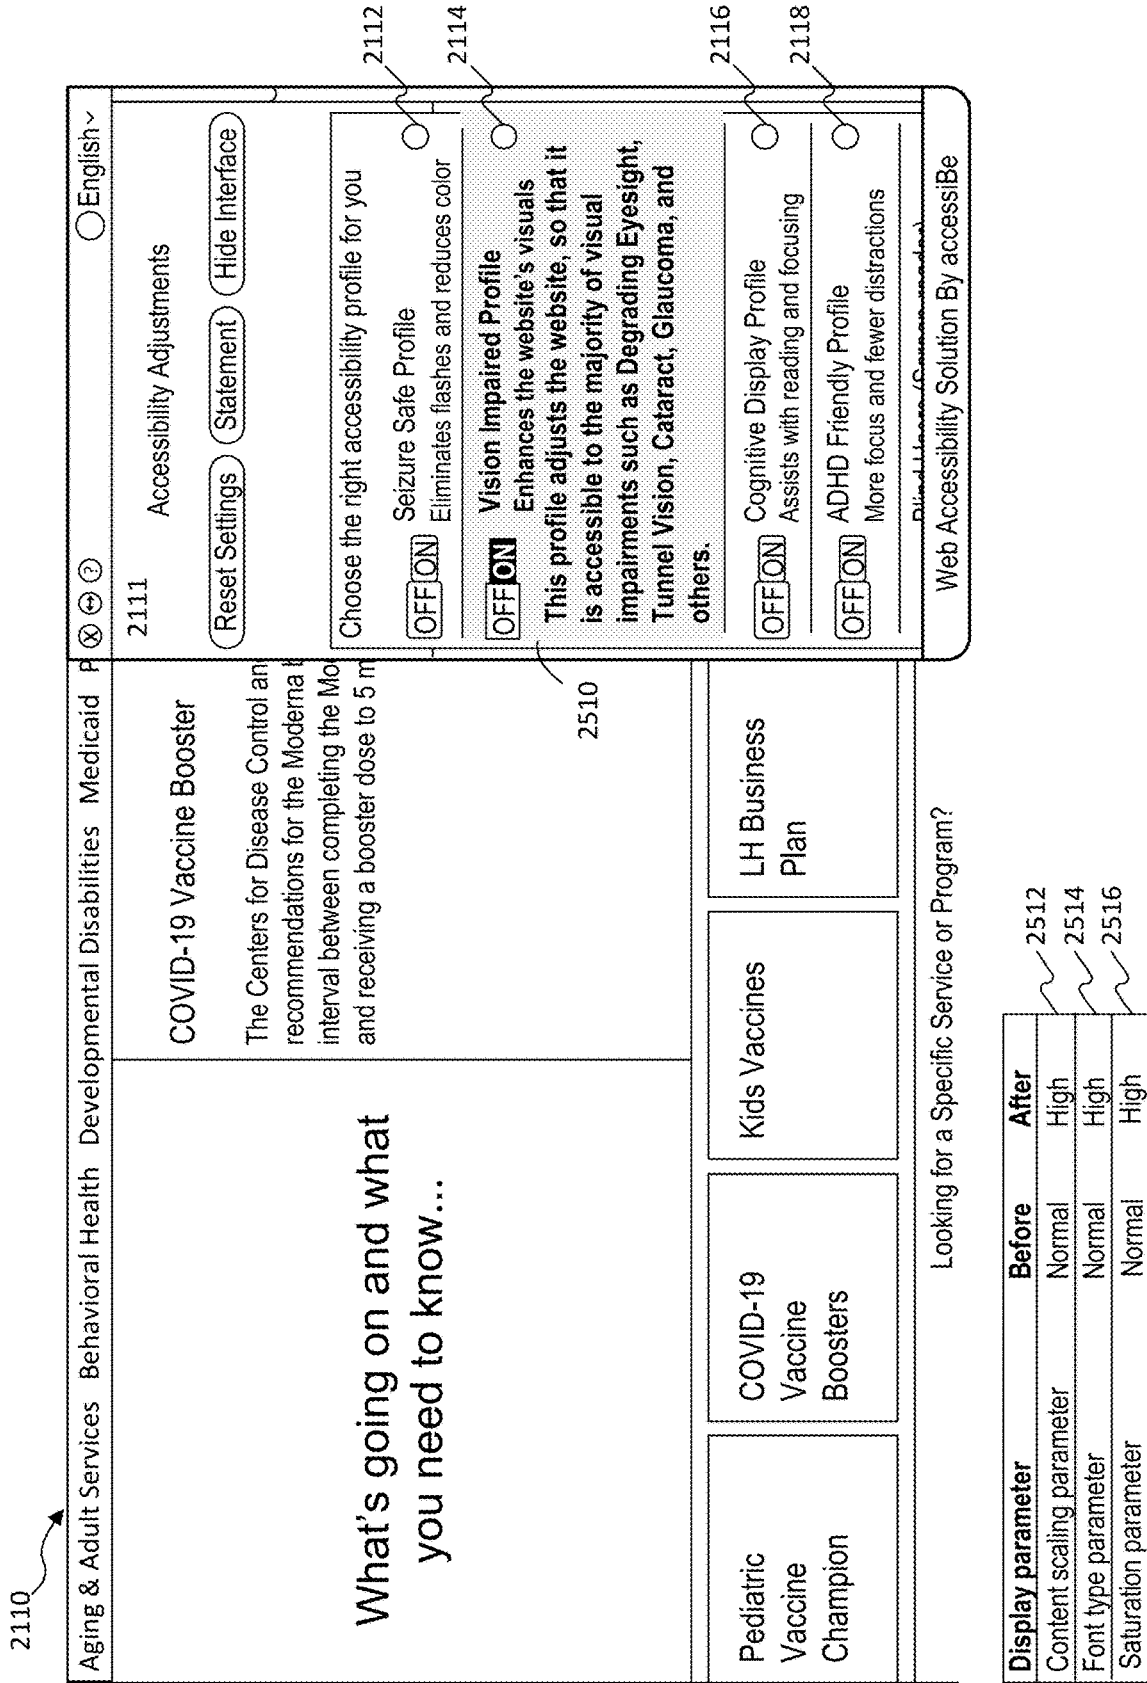 2110
Aging & Adult Services Behavioral Health Developmental Disabilities Medicaid P
What's going on and what
you need to know...
COVID-19 Vaccine Booster
The Centers for Disease Control an
recommendations for the Moderna t
interval between completing the Mo
and receiving a booster dose to 5 m
Pediatric
Vaccine
Champion
COVID-19
Vaccine
Boosters
Kids Vaccines
LH Business
Plan
Looking for a Specific Service or Program?
X ?
English
2111
Accessibility Adjustments
Reset Settings Statement Hide Interface
Choose the right accessibility profile for you
OFF ON Seizure Safe Profile
Eliminates flashes and reduces color
2112
OFF ON Vision Impaired Profile
Enhances the website's visuals
This profile adjusts the website, so that it
is accessible to the majority of visual
impairments such as Degrading Eyesight,
Tunnel Vision, Cataract, Glaucoma, and
others.
2114
2510
OFF ON Cognitive Display Profile
Assists with reading and focusing
2116
OFF ON ADHD Friendly Profile
More focus and fewer distractions
2118
Web Accessibility Solution By accessiBe
Display parameter Before After
Content scaling parameter Normal High 2512
Font type parameter Normal High 2514
Saturation parameter Normal High 2516